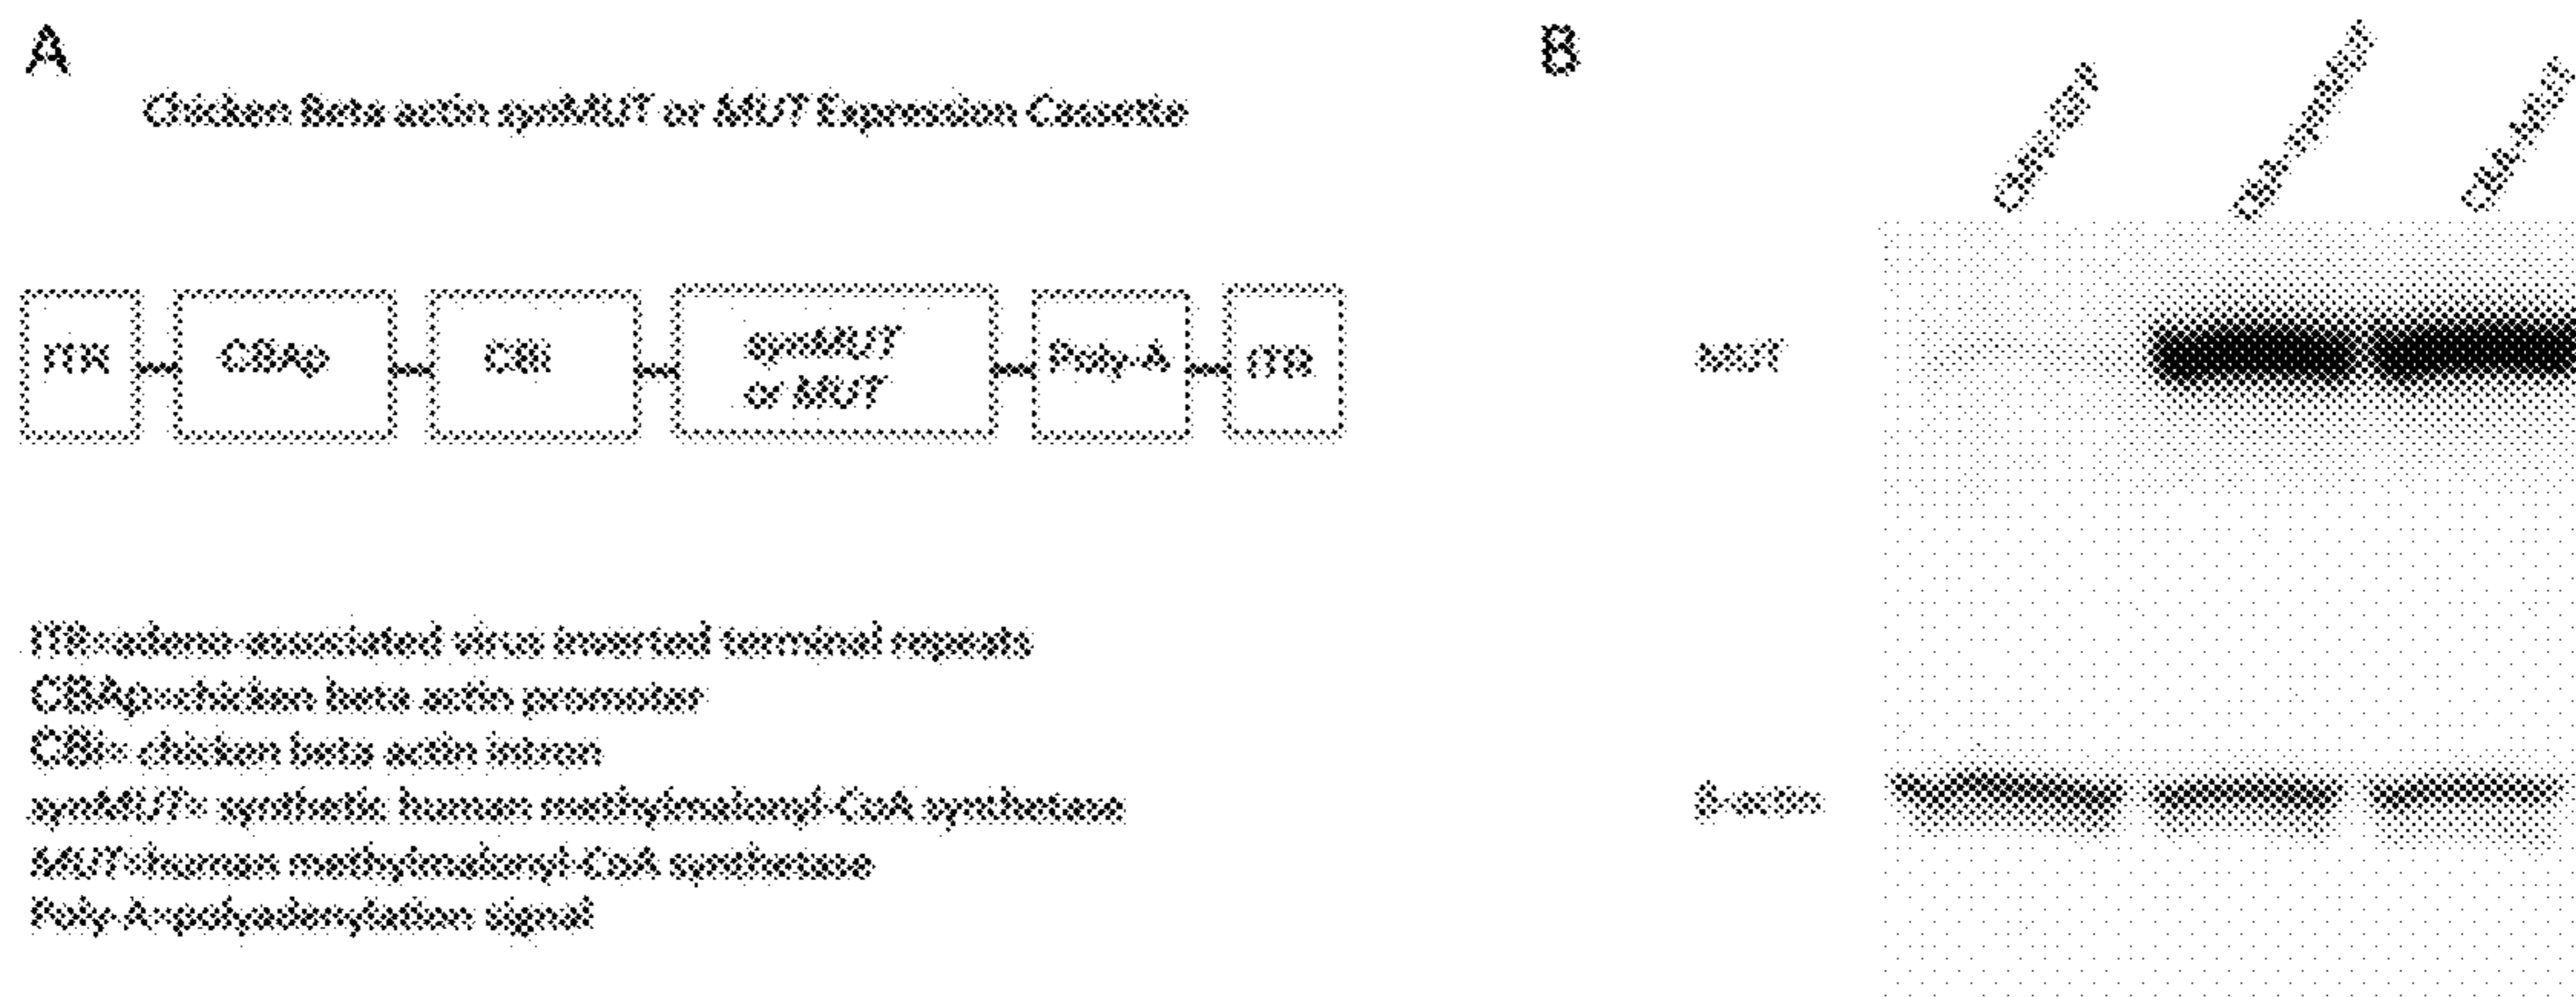 A
Chicken Beta actin synMUT or MUT Expression Cassette
ITR
CBAp
CBI
synMUT
or MUT
Poly-A
ITR
ITR=adeno-associated virus inverted terminal repeats
CBAp=chicken beta actin promoter
CBI= chicken beta actin intron
synMUT= synthetic human methylmalonyl-CoA synthetase
MUT=human methylmalonyl-CoA synthetase
Poly-A=polyadenylation signal
B
MUT
β-actin